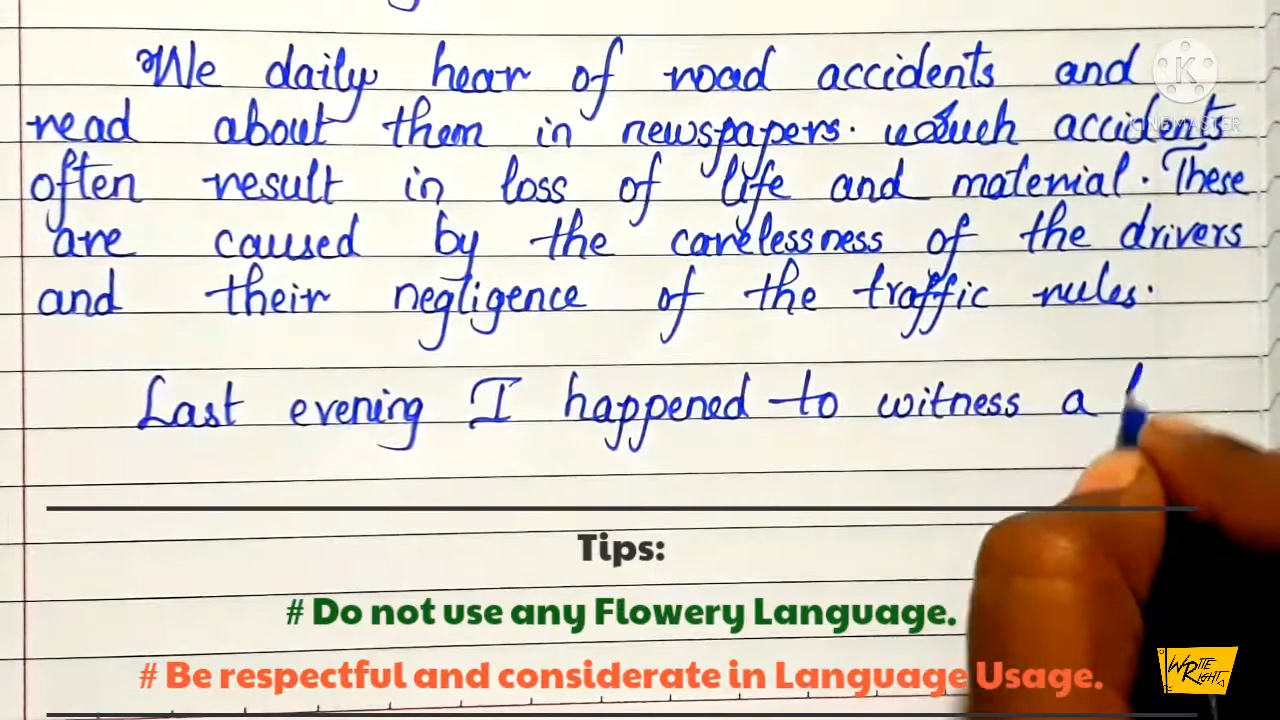 We daily hear of road accidents and
read about them in newspapers. Such accidents
often result in loss of life and material. These
are caused by the carelessness of the drivers
and their negligence of the traffic rules.
Last evening I happened to witness a
Tips:
# Do not use any Flowery Language.
# Be respectful and considerate in Language Usage.
K
KINEMASTER
WRITE
RIGHT